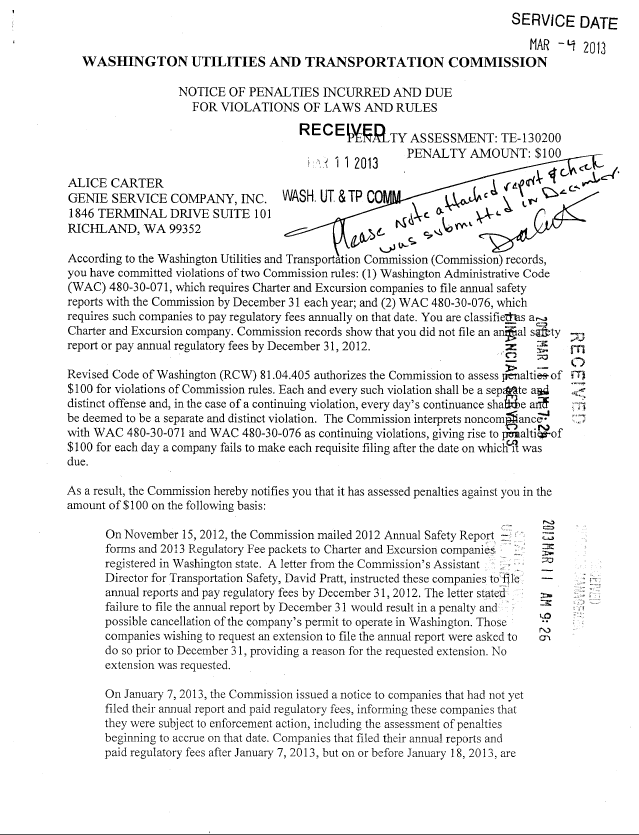 SERVICE DATE
MAR -4 2013
WASHINGTON UTILITIES AND TRANSPORTATION COMMISSION
NOTICE OF PENALTIES INCURRED AND DUE
FOR VIOLATIONS OF LAWS AND RULES
RECEIVED
PENALTY ASSESSMENT: TE-130200
PENALTY AMOUNT: $100
MAR 11 2013
WASH. UT. & TP COMM
Please note attached report & check
was submitted in December.
ALICE CARTER
GENIE SERVICE COMPANY, INC.
1846 TERMINAL DRIVE SUITE 101
RICHLAND, WA 99352
According to the Washington Utilities and Transportation Commission (Commission) records,
you have committed violations of two Commission rules: (1) Washington Administrative Code
(WAC) 480-30-071, which requires Charter and Excursion companies to file annual safety
reports with the Commission by December 31 each year; and (2) WAC 480-30-076, which
requires such companies to pay regulatory fees annually on that date. You are classified as a
Charter and Excursion company. Commission records show that you did not file an annual safety
report or pay annual regulatory fees by December 31, 2012.
Revised Code of Washington (RCW) 81.04.405 authorizes the Commission to assess penalties of
$100 for violations of Commission rules. Each and every such violation shall be a separate and
distinct offense and, in the case of a continuing violation, every day's continuance shall be and
be deemed to be a separate and distinct violation. The Commission interprets noncompliance
with WAC 480-30-071 and WAC 480-30-076 as continuing violations, giving rise to penalties of
$100 for each day a company fails to make each requisite filing after the date on which it was
due.
RECEIVED
2013 MAR 11
FINANCIAL SERVICES
As a result, the Commission hereby notifies you that it has assessed penalties against you in the
amount of $100 on the following basis:
On November 15, 2012, the Commission mailed 2012 Annual Safety Report
forms and 2013 Regulatory Fee packets to Charter and Excursion companies
registered in Washington state. A letter from the Commission's Assistant
Director for Transportation Safety, David Pratt, instructed these companies to file
annual reports and pay regulatory fees by December 31, 2012. The letter stated
failure to file the annual report by December 31 would result in a penalty and
possible cancellation of the company's permit to operate in Washington. Those
companies wishing to request an extension to file the annual report were asked to
do so prior to December 31, providing a reason for the requested extension. No
extension was requested.
2013 MAR 11 AM 9:26
On January 7, 2013, the Commission issued a notice to companies that had not yet
filed their annual report and paid regulatory fees, informing these companies that
they were subject to enforcement action, including the assessment of penalties
beginning to accrue on that date. Companies that filed their annual reports and
paid regulatory fees after January 7, 2013, but on or before January 18, 2013, are